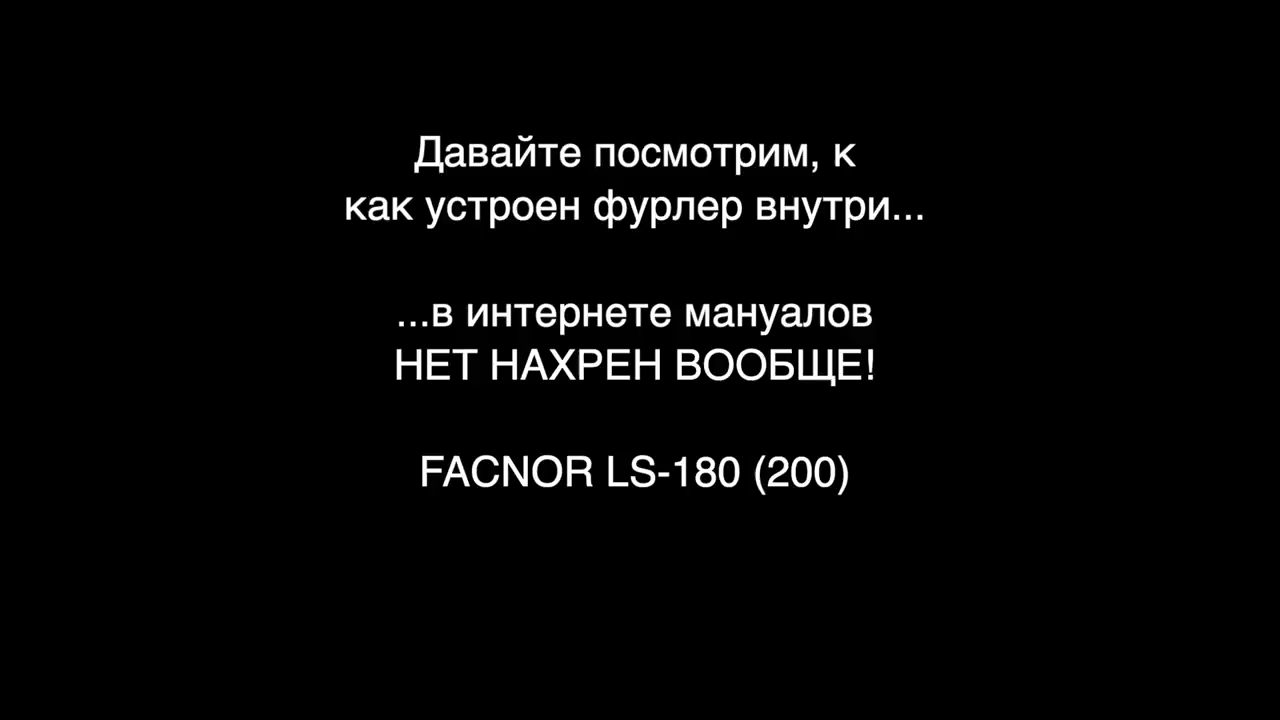 Давайте посмотрим, к
как устроен фурлер внутри...
...в интернете мануалов
НЕТ НАХРЕН ВООБЩЕ!
FACNOR LS-180 (200)